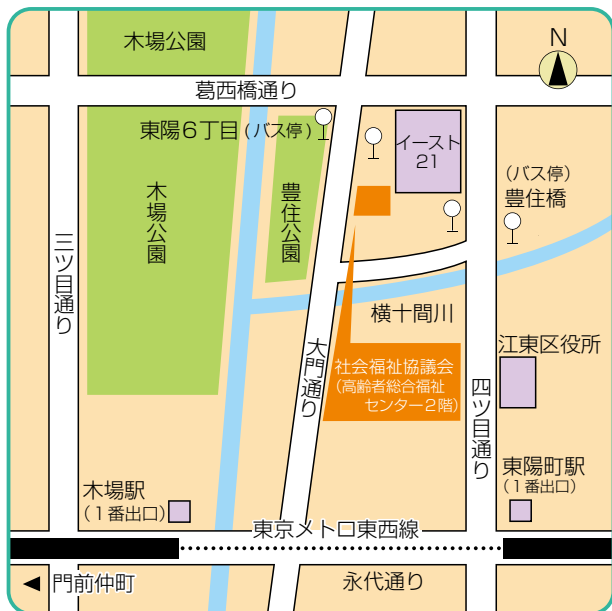 木場公園
N
葛西橋通り
東陽6丁目(バス停)
イースト
21
(バス停)
豊住橋
木場公園
豊住公園
三ツ目通り
横十間川
大門通り
社会福祉協議会
(高齢者総合福祉
センター2階)
江東区役所
四ツ目通り
東陽町駅
(1番出口)
木場駅
(1番出口)
東京メトロ東西線
◀ 門前仲町
永代通り